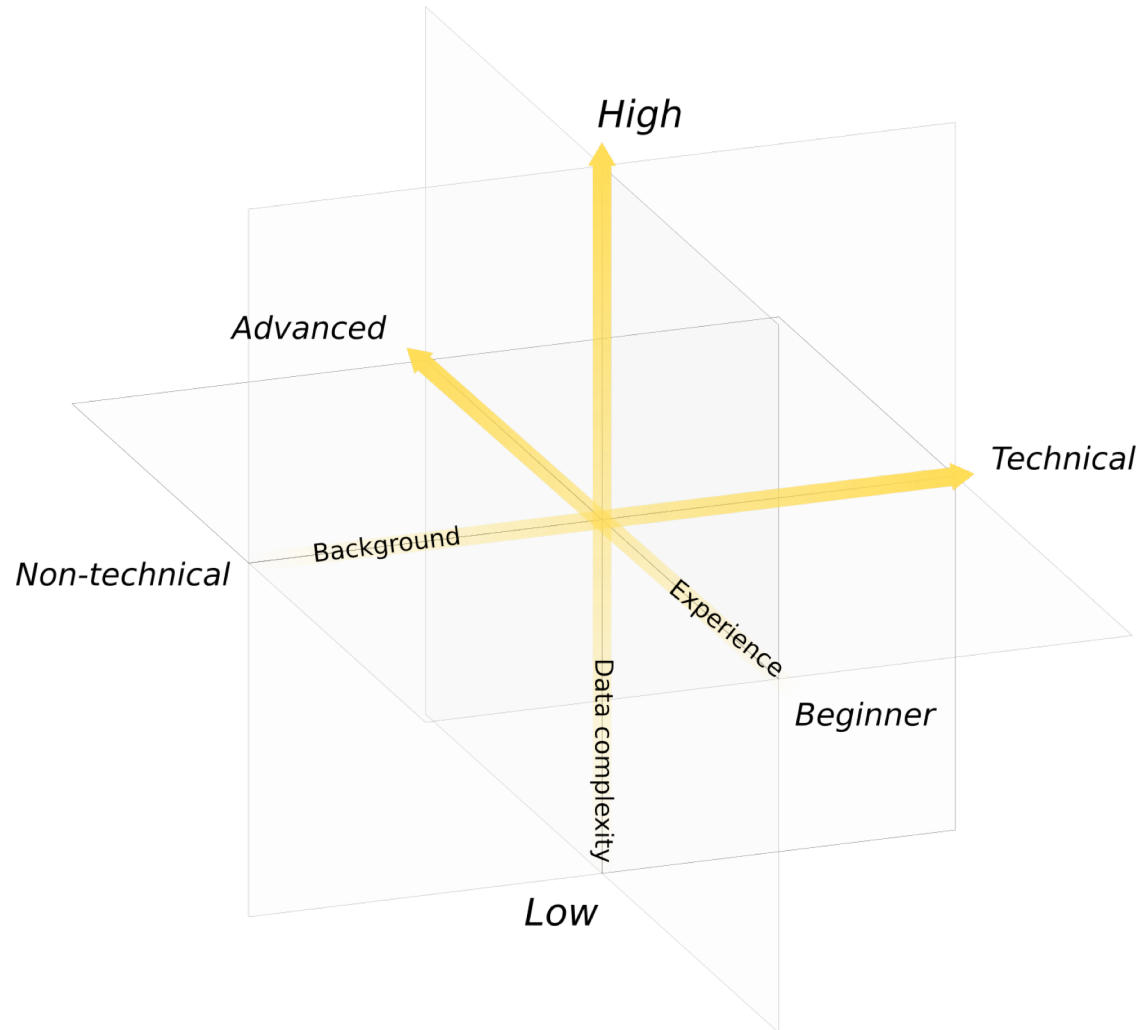 High
Advanced
Technical
Background
Non-technical
Experience
Data complexity
Beginner
Low